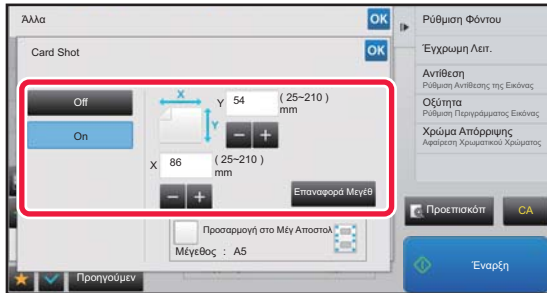 Άλλα
OK
Card Shot
OK
Off
On
X
Y
Y 54 ( 25~210 )
mm
X 86 ( 25~210 )
mm
Επαναφορά Μεγέθ
Προσαρμογή στο Μέγ Αποστολ
Μέγεθος : A5
Προηγούμεν
Ρύθμιση Φόντου
Έγχρωμη Λειτ.
Αντίθεση
Ρύθμιση Αντίθεσης της Εικόνας
Οξύτητα
Ρύθμιση Περιγράμματος Εικόνας
Χρώμα Απόρριψης
Αφαίρεση Χρωματικού Χρώματος
Προεπισκόπ
CA
Έναρξη